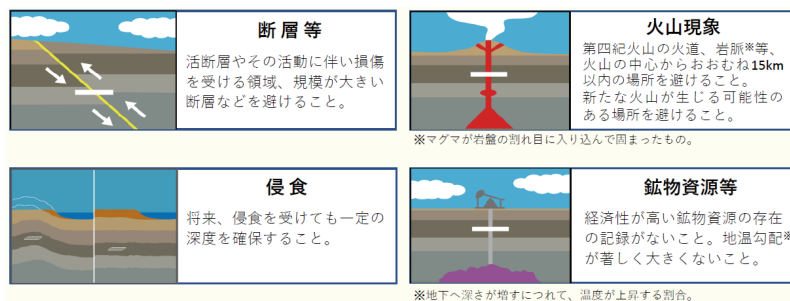 断層等
活断層やその活動に伴い損傷
を受ける領域、規模が大きい
断層などを避けること。
火山現象
第四紀火山の火道、岩脈※等、
火山の中心からおおむね15km
以内の場所を避けること。
新たな火山が生じる可能性の
ある場所を避けること。
※マグマが岩盤の割れ目に入り込んで固まったもの。
侵食
将来、侵食を受けても一定の
深度を確保すること。
鉱物資源等
経済性が高い鉱物資源の存在
の記録がないこと。地温勾配※
が著しく大きくないこと。
※地下へ深さが増すにつれて、温度が上昇する割合。